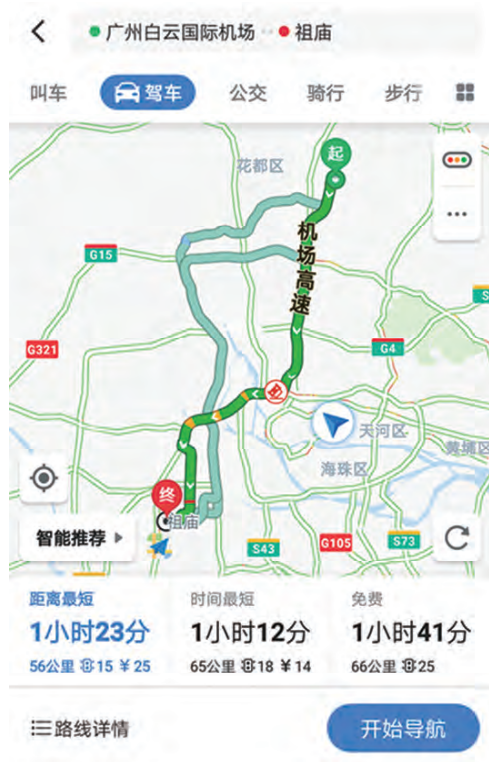 广州白云国际机场 祖庙
叫车 驾车 公交 骑行 步行
花都区
起
G15
机场高速
G321
G4
天河区
黄埔区
海珠区
终
祖庙
智能推荐
S43
G105
S73
距离最短 时间最短 免费
1小时23分 1小时12分 1小时41分
56公里 15 ¥25 65公里 18 ¥14 66公里 25
路线详情 开始导航